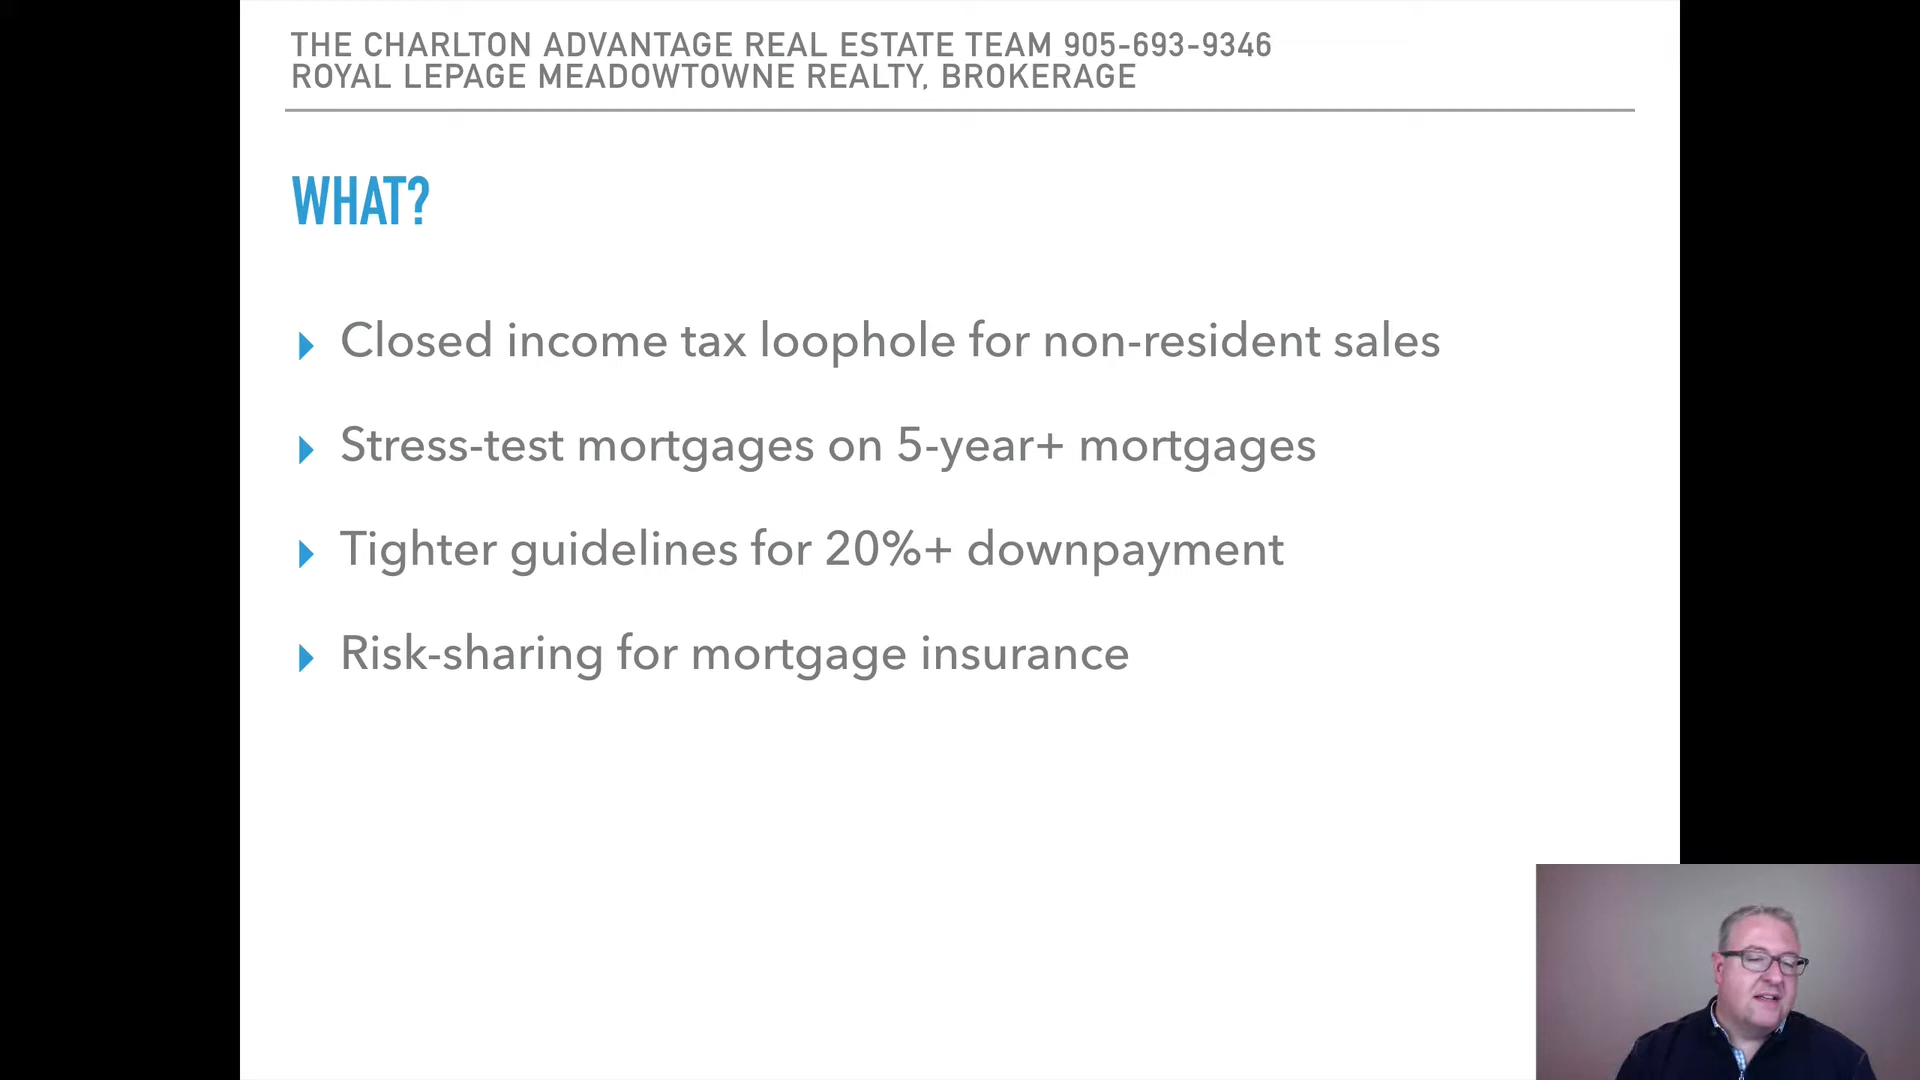 THE CHARLTON ADVANTAGE REAL ESTATE TEAM 905-693-9346
ROYAL LEPAGE MEADOWTOWNE REALTY, BROKERAGE
WHAT?
Closed income tax loophole for non-resident sales
Stress-test mortgages on 5-year+ mortgages
Tighter guidelines for 20%+ downpayment
Risk-sharing for mortgage insurance